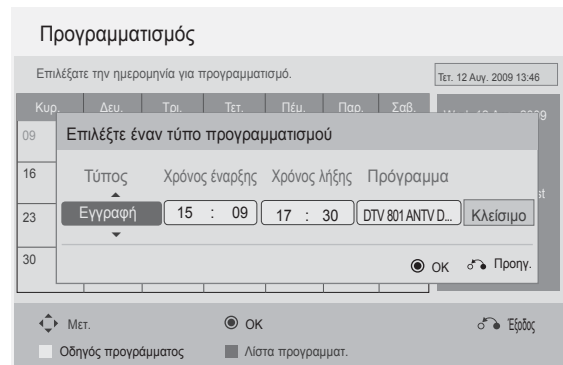 Προγραμματισμός
Επιλέξατε την ημερομηνία για προγραμματισμό.
Τετ. 12 Αυγ. 2009 13:46
Κυρ. Δευ. Τρι. Τετ. Πέμ. Παρ. Σαβ.
09
Επιλέξτε έναν τύπο προγραμματισμού
16
Τύπος Χρόνος έναρξης Χρόνος λήξης Πρόγραμμα
23
Εγγραφή 15 : 09 17 : 30 DTV 801 ANTV D... Κλείσιμο
30
OK Προηγ.
Μετ. OK Έξοδος
Οδηγός προγράμματος Λίστα προγραμματ.